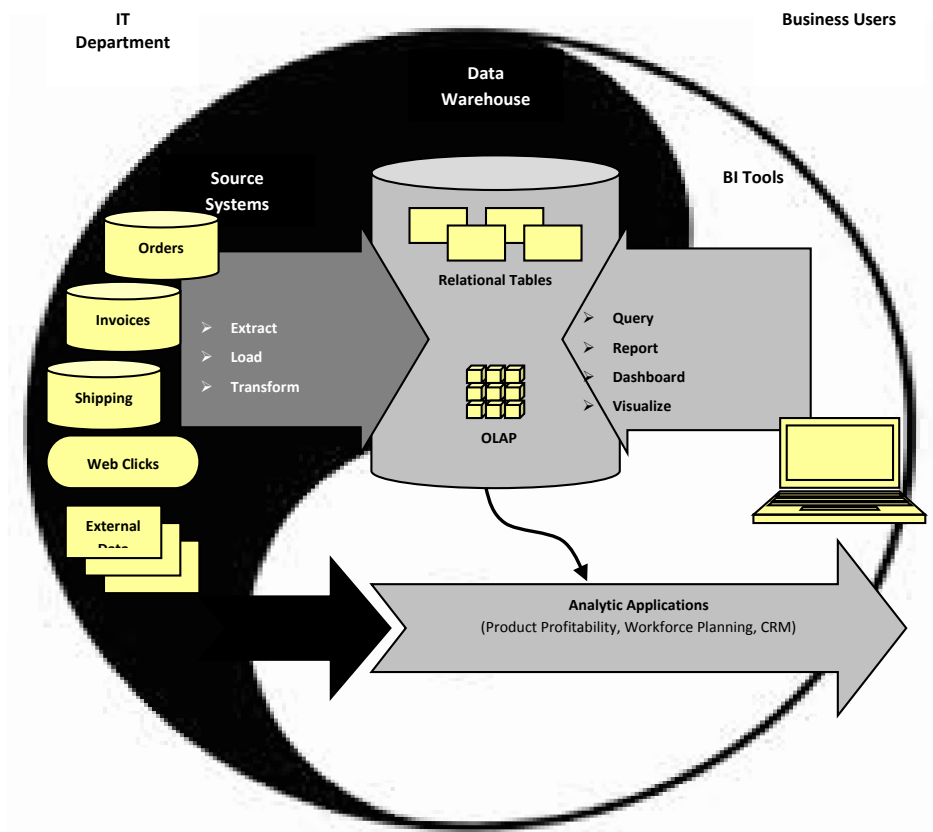 IT
Department
Business Users
Data
Warehouse
Source
Systems
BI Tools
Orders
Invoices
Shipping
Web Clicks
External
Data
➢ Extract
➢ Load
➢ Transform
Relational Tables
OLAP
➢ Query
➢ Report
➢ Dashboard
➢ Visualize
Analytic Applications
(Product Profitability, Workforce Planning, CRM)